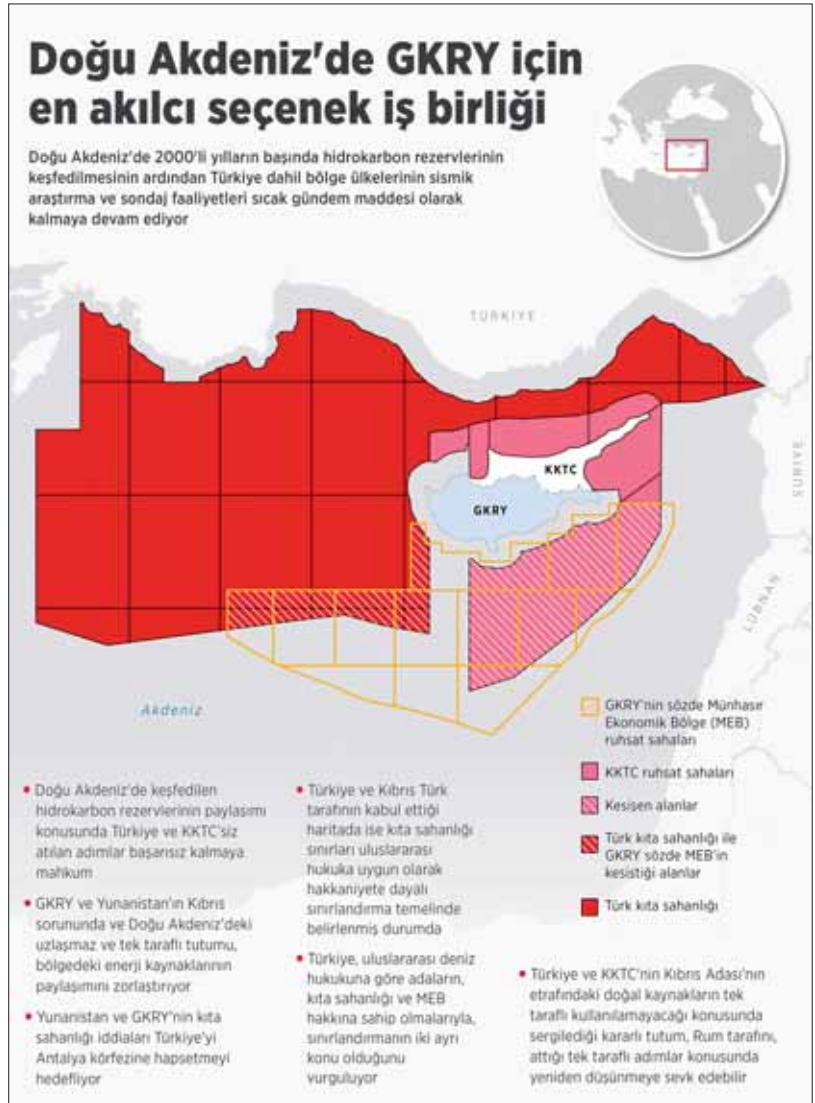 Doğu Akdeniz'de GKRY için
en akılcı seçenek iş birliği
Doğu Akdeniz'de 2000'li yılların başında hidrokarbon rezervlerinin
keşfedilmesinin ardından Türkiye dahil bölge ülkelerinin sismik
araştırma ve sondaj faaliyetleri sıcak gündem maddesi olarak
kalmaya devam ediyor
TÜRKİYE
KKTC
GKRY
SURİYE
LÜBNAN
Akdeniz
GKRY'nin sözde Münhasır
Ekonomik Bölge (MEB)
ruhsat sahaları
KKTC ruhsat sahaları
Kesişen alanlar
Türk kıta sahanlığı ile
GKRY sözde MEB'in
kesistiği alanlar
Türk kıta sahanlığı
• Doğu Akdeniz'de keşfedilen
hidrokarbon rezervlerinin paylaşımı
konusunda Türkiye ve KKTC'siz
atılan adımlar başarısız kalmaya
mahkum
• GKRY ve Yunanistan'ın Kıbrıs
sorununda ve Doğu Akdeniz'deki
uzlaşmaz ve tek taraflı tutumu,
bölgedeki enerji kaynaklarının
paylaşımını zorlaştırıyor
• Yunanistan ve GKRY'nin kıta
sahanlığı iddiaları Türkiye'yi
Antalya körfezine hapsetmeyi
hedefliyor
• Türkiye ve Kıbrıs Türk
tarafının kabul ettiği
haritada ise kıta sahanlığı
sınırları uluslararası
hukuka uygun olarak
hakkaniyete dayalı
sınırlandırma temelinde
belirlenmiş durumda
• Türkiye, uluslararası deniz
hukukuna göre adaların,
kıta sahanlığı ve MEB
hakkına sahip olmalarıyla,
sınırlandırmanın iki ayrı
konu olduğunu
vurguluyor
• Türkiye ve KKTC'nin Kıbrıs Adası'nın
etrafındaki doğal kaynakların tek
taraflı kullanılamayacağı konusunda
sergilediği kararlı tutum, Rum tarafını,
attığı tek taraflı adımlar konusunda
yeniden düşünmeye sevk edebilir